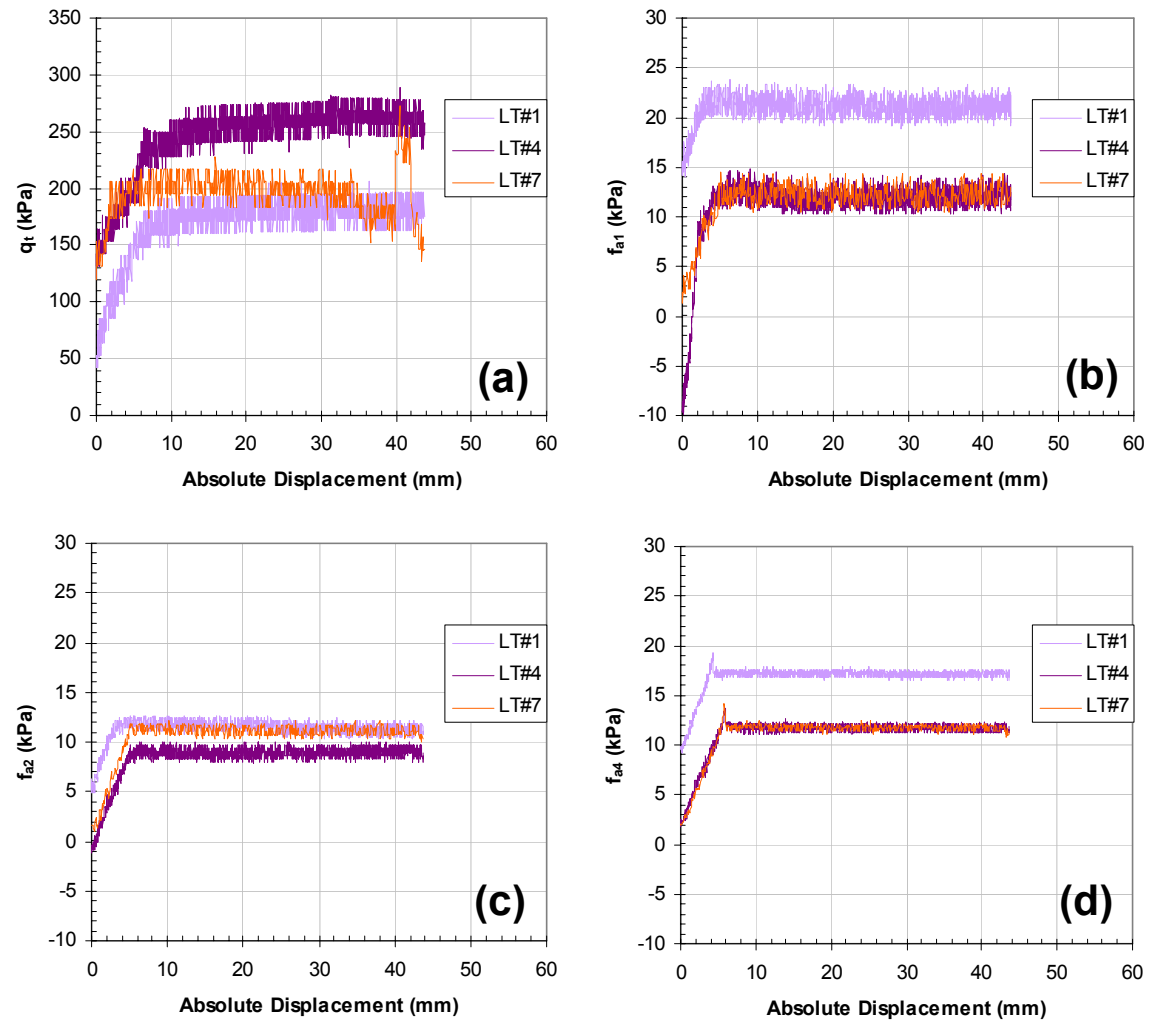 350
300
250
200
150
100
50
0
qt (kPa)
0 10 20 30 40 50 60
Absolute Displacement (mm)
LT#1
LT#4
LT#7
(a)
30
25
20
15
10
5
0
-5
-10
fa1 (kPa)
0 10 20 30 40 50 60
Absolute Displacement (mm)
LT#1
LT#4
LT#7
(b)
30
25
20
15
10
5
0
-5
-10
fa2 (kPa)
0 10 20 30 40 50 60
Absolute Displacement (mm)
LT#1
LT#4
LT#7
(c)
30
25
20
15
10
5
0
-5
-10
fa4 (kPa)
0 10 20 30 40 50 60
Absolute Displacement (mm)
LT#1
LT#4
LT#7
(d)